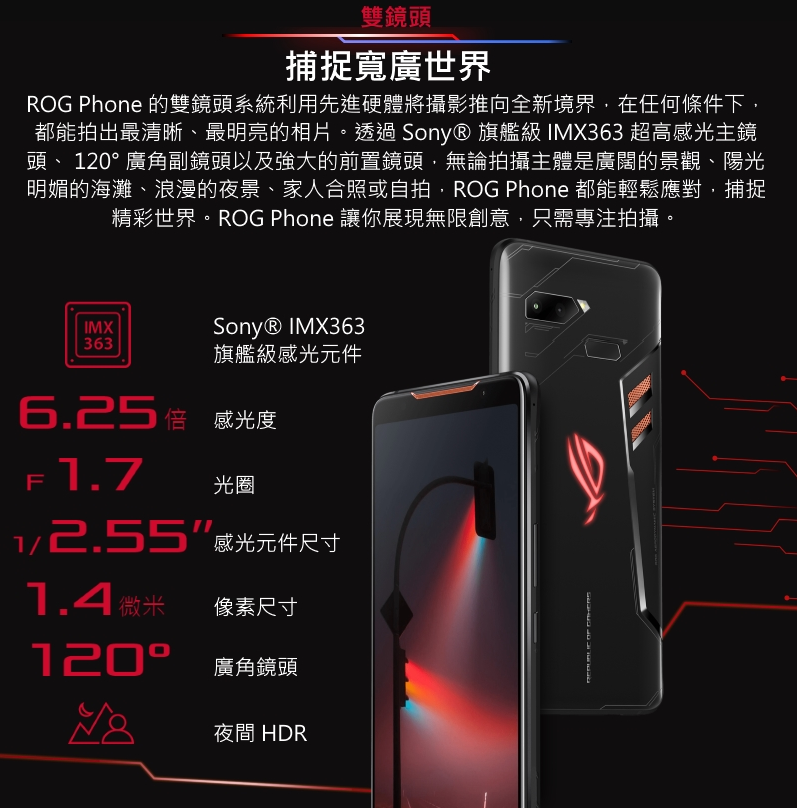 雙鏡頭
捕捉寬廣世界
ROG Phone 的雙鏡頭系統利用先進硬體將攝影推向全新境界，在任何條件下，
都能拍出最清晰、最明亮的相片。透過 Sony® 旗艦級 IMX363 超高感光主鏡
頭、 120° 廣角副鏡頭以及強大的前置鏡頭，無論拍攝主體是廣闊的景觀、陽光
明媚的海灘、浪漫的夜景、家人合照或自拍，ROG Phone 都能輕鬆應對，捕捉
精彩世界。ROG Phone 讓你展現無限創意，只需專注拍攝。
IMX
363
Sony® IMX363
旗艦級感光元件
6.25 倍 感光度
F 1.7 光圈
1/2.55" 感光元件尺寸
1.4 微米 像素尺寸
120° 廣角鏡頭
夜間 HDR
REPUBLIC OF GAMERS